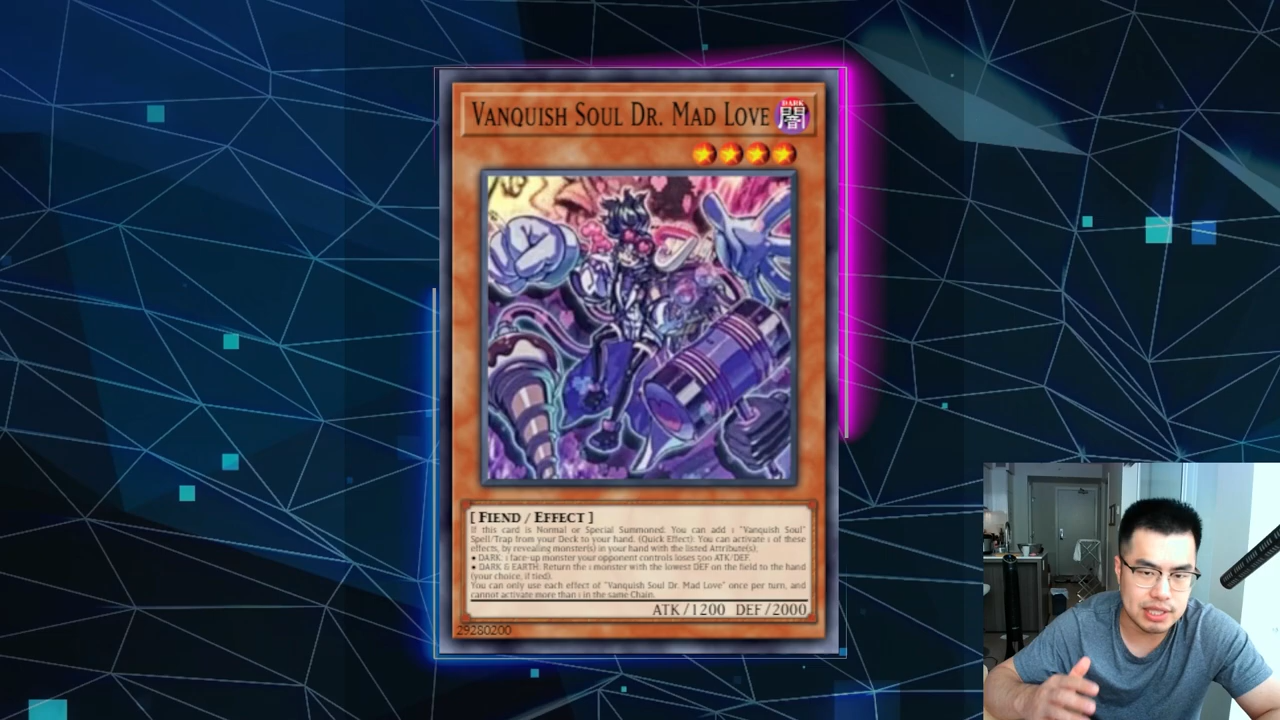 VANQUISH SOUL DR. MAD LOVE
DARK
闇
[ FIEND / EFFECT ]
If this card is Normal or Special Summoned: You can add 1 "Vanquish Soul"
Spell/Trap from your Deck to your hand. (Quick Effect): You can activate 1 of these
effects, by revealing monster(s) in your hand with the listed Attribute(s);
● DARK: 1 face-up monster your opponent controls loses 500 ATK/DEF.
● DARK & EARTH: Return the 1 monster with the lowest DEF on the field to the hand
(your choice, if tied).
You can only use each effect of "Vanquish Soul Dr. Mad Love" once per turn, and
cannot activate more than 1 in the same Chain.
ATK/1200 DEF/2000
29280200